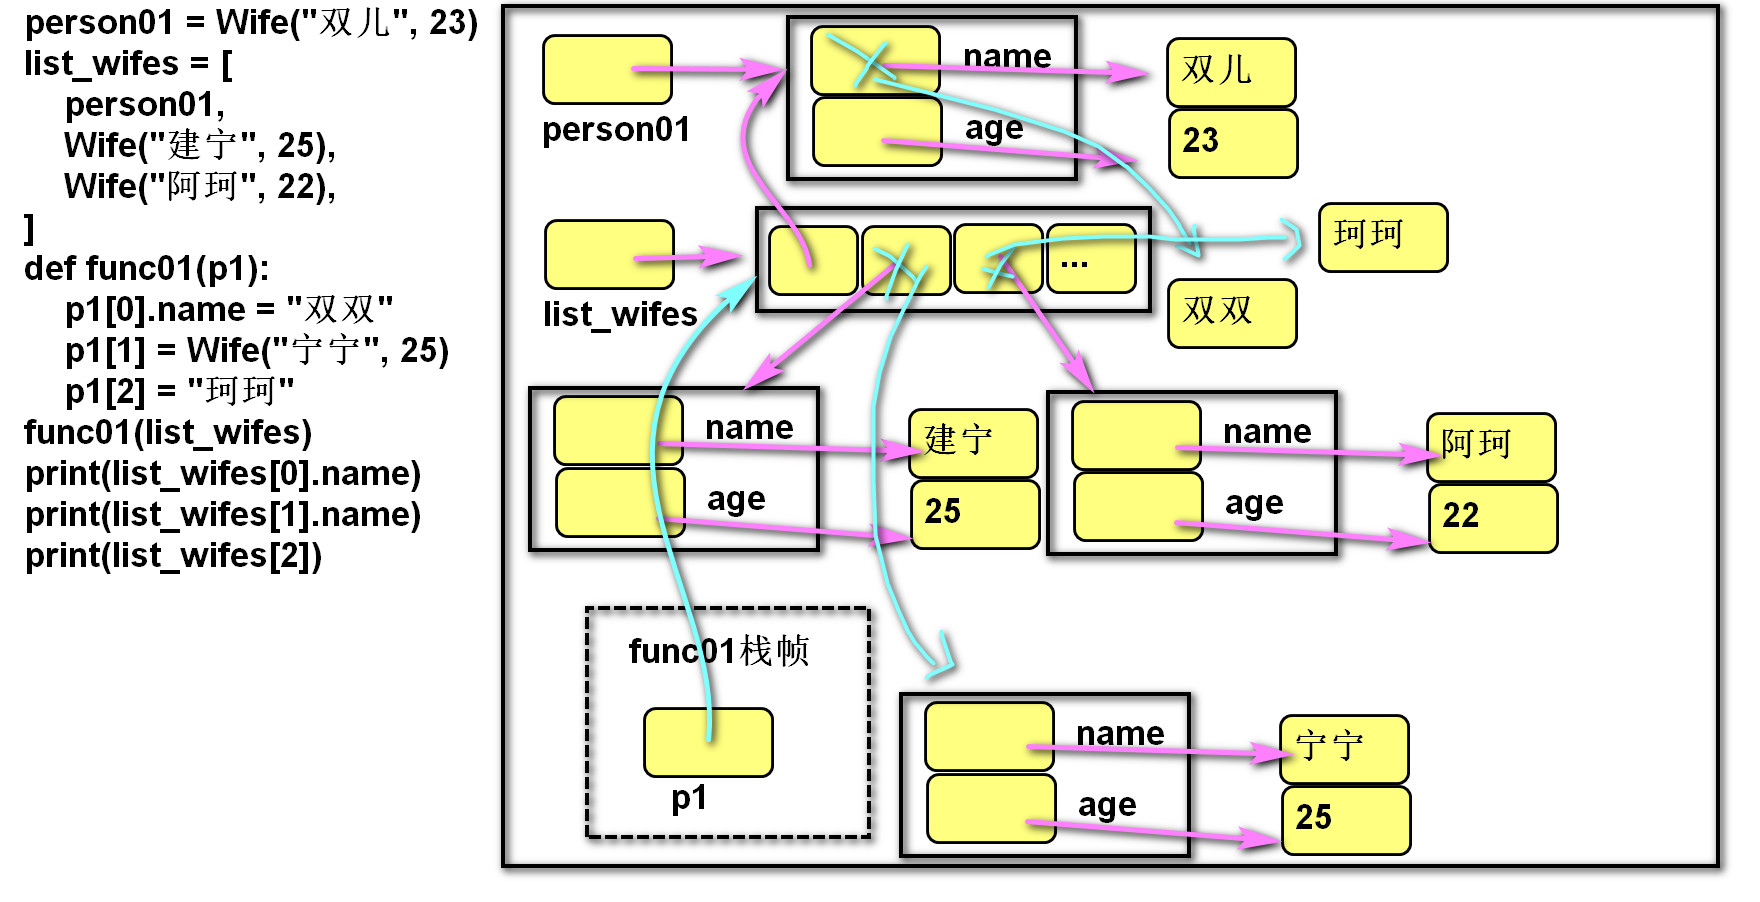 person01 = Wife("双儿", 23)
list_wifes = [
person01,
Wife("建宁", 25),
Wife("阿珂", 22),
]
def func01(p1):
p1[0].name = "双双"
p1[1] = Wife("宁宁", 25)
p1[2] = "珂珂"
func01(list_wifes)
print(list_wifes[0].name)
print(list_wifes[1].name)
print(list_wifes[2])
name
双儿
person01
age
23
珂珂
...
list_wifes
双双
name
建宁
name
阿珂
age
25
age
22
func01栈帧
p1
name
宁宁
age
25